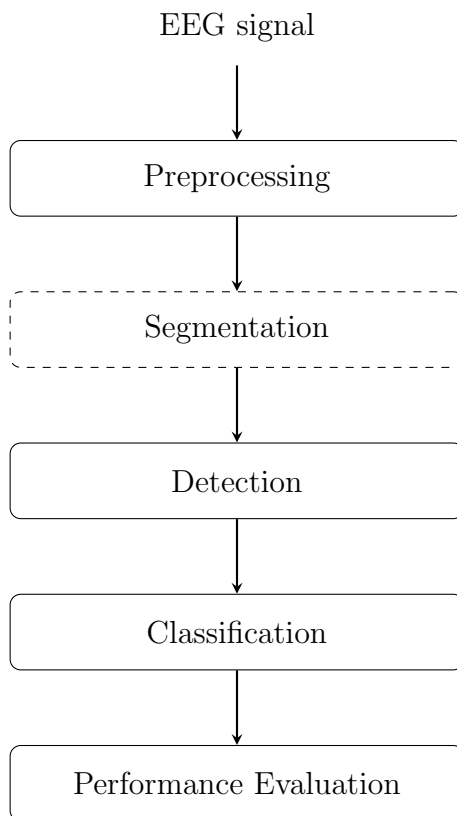 EEG signal
Preprocessing
Segmentation
Detection
Classification
Performance Evaluation